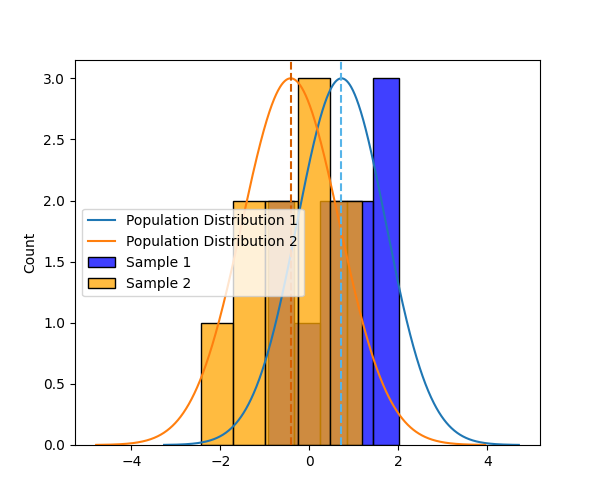 3.0
2.5
2.0
1.5
1.0
0.5
0.0
Count
Population Distribution 1
Population Distribution 2
Sample 1
Sample 2
−4 −2 0 2 4